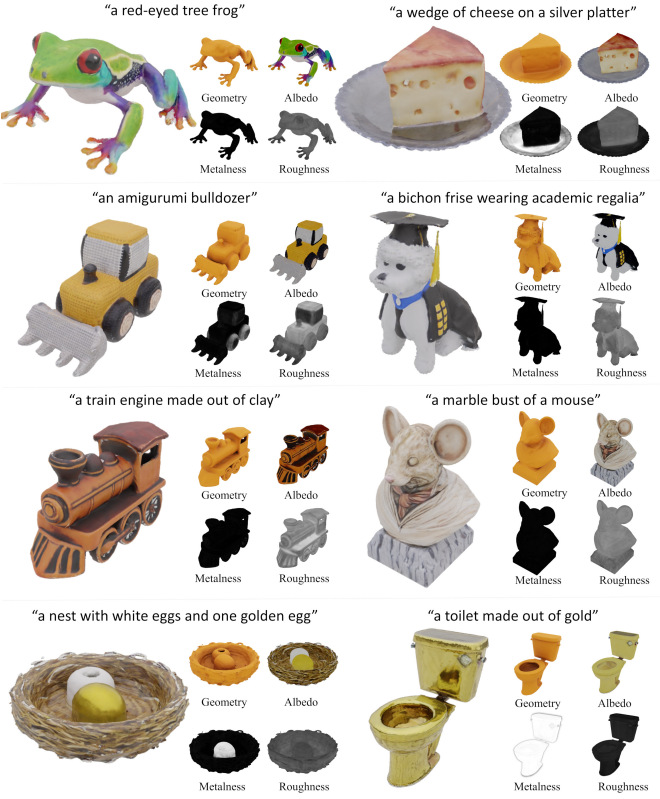 “a red-eyed tree frog”
Geometry Albedo
Metalness Roughness
“a wedge of cheese on a silver platter”
Geometry Albedo
Metalness Roughness
“an amigurumi bulldozer”
Geometry Albedo
Metalness Roughness
“a bichon frise wearing academic regalia”
Geometry Albedo
Metalness Roughness
“a train engine made out of clay”
Geometry Albedo
Metalness Roughness
“a marble bust of a mouse”
Geometry Albedo
Metalness Roughness
“a nest with white eggs and one golden egg”
Geometry Albedo
Metalness Roughness
“a toilet made out of gold”
Geometry Albedo
Metalness Roughness